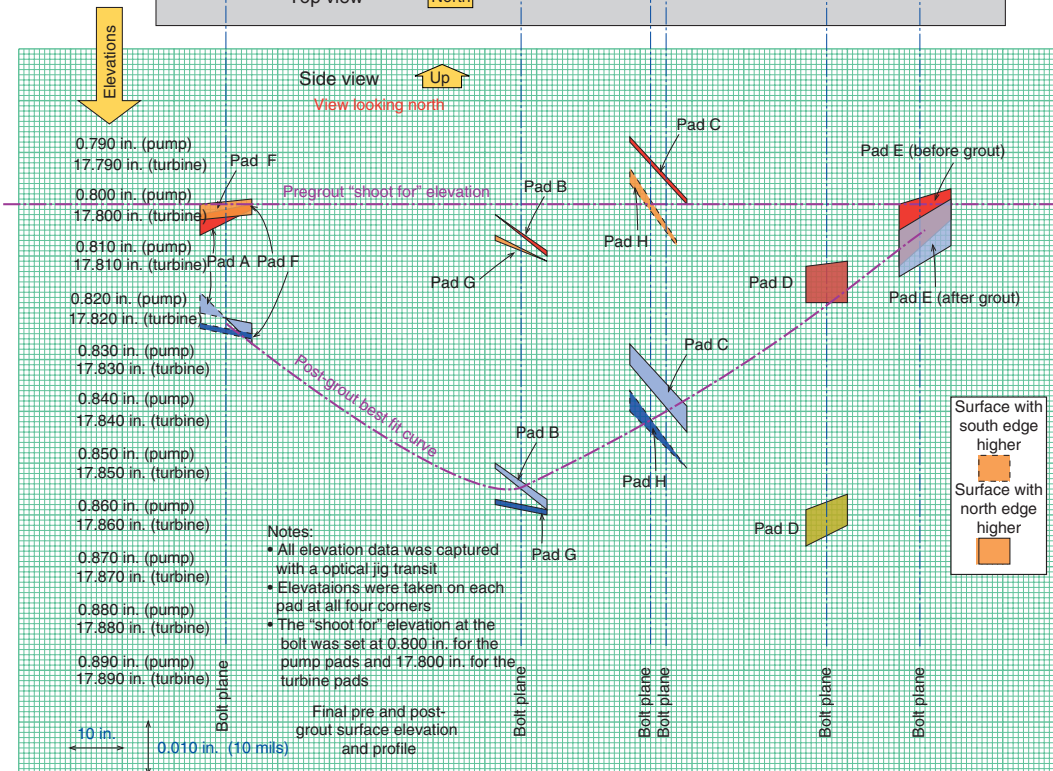 Top view
North
Elevations
Side view
Up
View looking north
0.790 in. (pump)
17.790 in. (turbine)
0.800 in. (pump)
17.800 in. (turbine)
0.810 in. (pump)
17.810 in. (turbine)
0.820 in. (pump)
17.820 in. (turbine)
0.830 in. (pump)
17.830 in. (turbine)
0.840 in. (pump)
17.840 in. (turbine)
0.850 in. (pump)
17.850 in. (turbine)
0.860 in. (pump)
17.860 in. (turbine)
0.870 in. (pump)
17.870 in. (turbine)
0.880 in. (pump)
17.880 in. (turbine)
0.890 in. (pump)
17.890 in. (turbine)
Pad F
Pregrout "shoot for" elevation
Pad A
Pad F
Pad B
Pad G
Pad C
Pad H
Pad D
Pad E (before grout)
Pad E (after grout)
Post-grout best fit curve
Pad B
Pad G
Pad C
Pad H
Pad D
Surface with
south edge
higher
Surface with
north edge
higher
Notes:
• All elevation data was captured
with a optical jig transit
• Elevataions were taken on each
pad at all four corners
• The "shoot for" elevation at the
bolt was set at 0.800 in. for the
pump pads and 17.800 in. for the
turbine pads
Final pre and post-
grout surface elevation
and profile
Bolt plane
Bolt plane
Bolt plane
Bolt plane
Bolt plane
Bolt plane
10 in.
0.010 in. (10 mils)